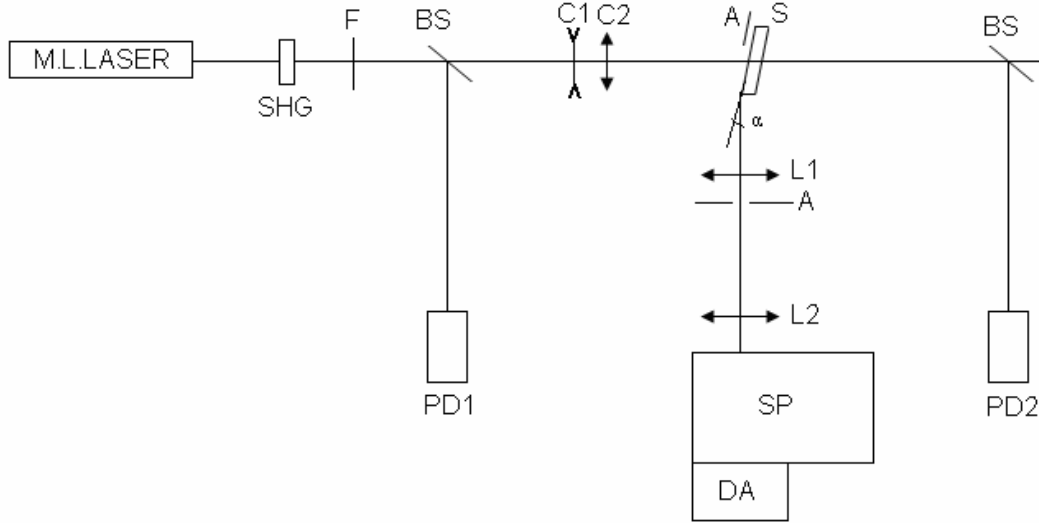 M.L.LASER
SHG
F
BS
C1 C2
A
S
BS
α
L1
A
L2
PD1
SP
DA
PD2